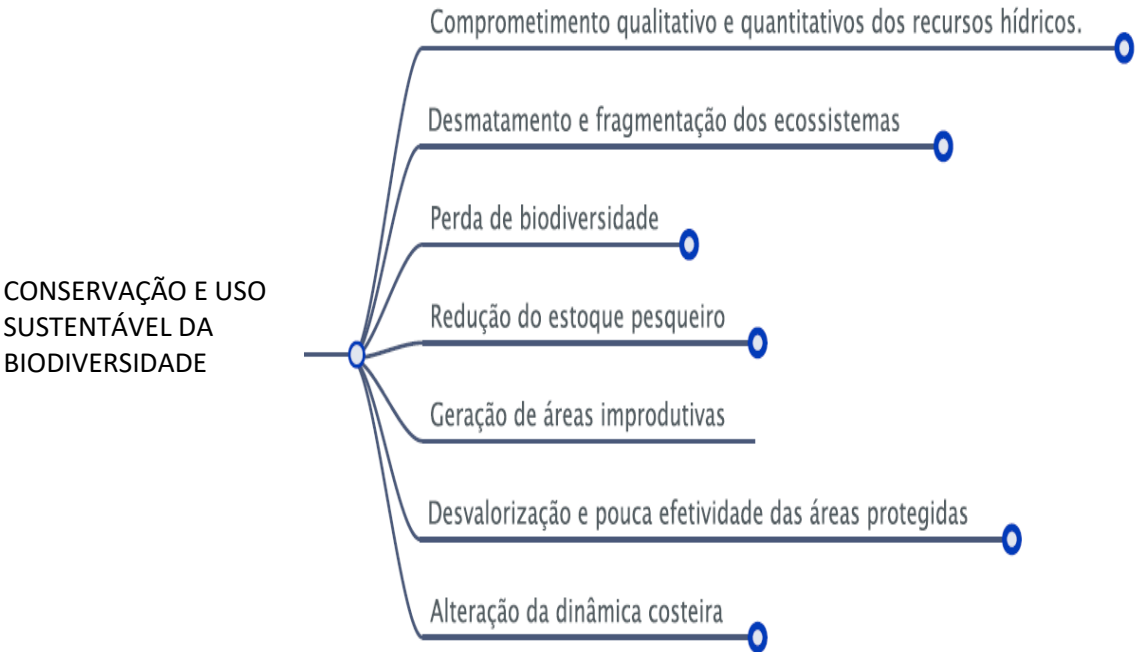 Comprometimento qualitativo e quantitativos dos recursos hídricos.
Desmatamento e fragmentação dos ecossistemas
Perda de biodiversidade
CONSERVAÇÃO E USO
SUSTENTÁVEL DA
BIODIVERSIDADE
Redução do estoque pesqueiro
Geração de áreas improdutivas
Desvalorização e pouca efetividade das áreas protegidas
Alteração da dinâmica costeira